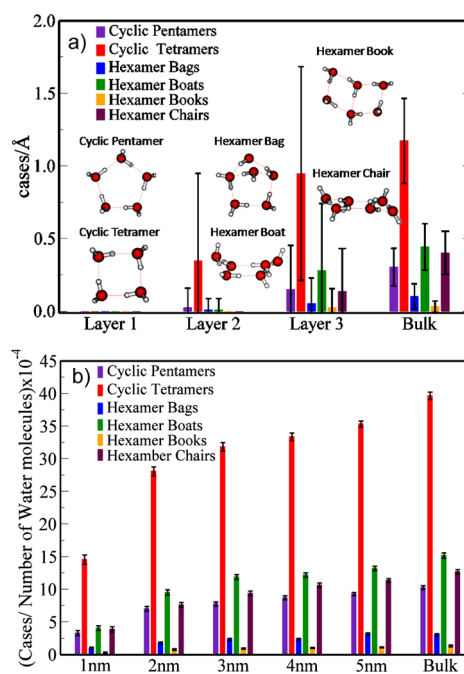 a)
Cyclic Pentamers
Cyclic Tetramers
Hexamer Bags
Hexamer Boats
Hexamer Books
Hexamer Chairs
Hexamer Book
Cyclic Pentamer
Hexamer Bag
Hexamer Chair
Cyclic Tetramer
Hexamer Boat
cases/Å
2.0
1.5
1.0
0.5
0.0
Layer 1 Layer 2 Layer 3 Bulk
b)
Cyclic Pentamers
Cyclic Tetramers
Hexamer Bags
Hexamer Boats
Hexamer Books
Hexamber Chairs
(Cases/ Number of Water molecules)x10-4
45
40
35
30
25
20
15
10
5
0
1nm 2nm 3nm 4nm 5nm Bulk